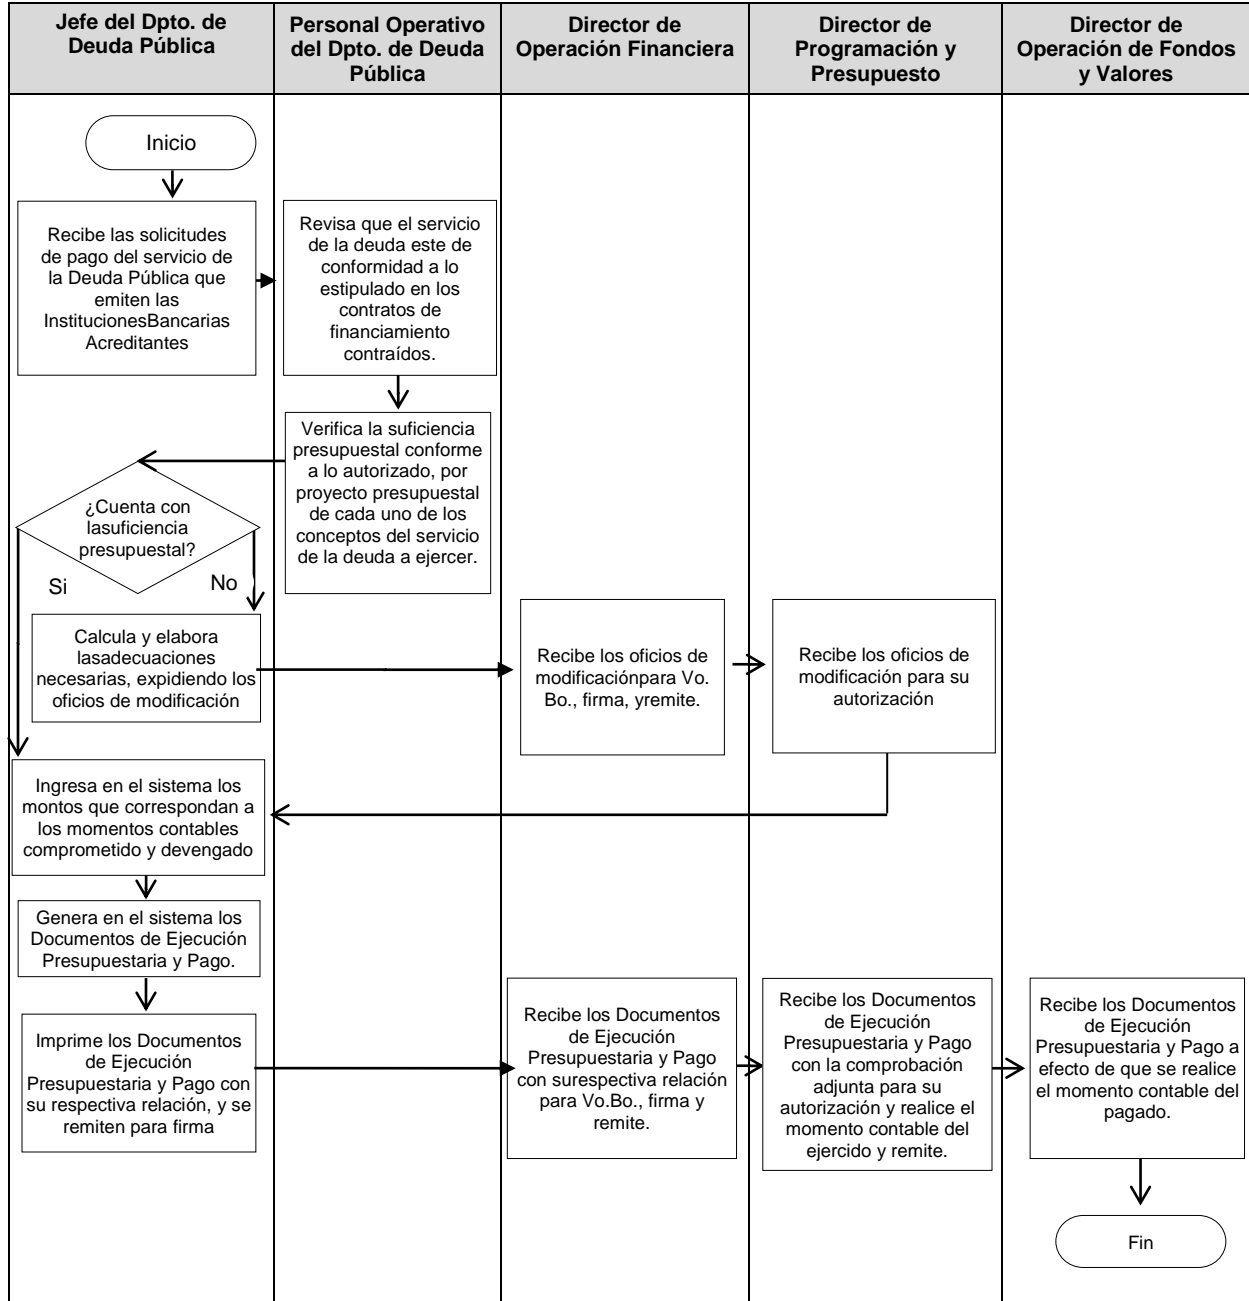 Jefe del Dpto. de
Deuda Pública
Personal Operativo
del Dpto. de Deuda
Pública
Director de
Operación Financiera
Director de
Programación y
Presupuesto
Director de
Operación de Fondos
y Valores
Inicio
Recibe las solicitudes
de pago del servicio de
la Deuda Pública que
emiten las
InstitucionesBancarias
Acreditantes
Revisa que el servicio
de la deuda este de
conformidad a lo
estipulado en los
contratos de
financiamiento
contraídos.
Verifica la suficiencia
presupuestal conforme
a lo autorizado, por
proyecto presupuestal
de cada uno de los
conceptos del servicio
de la deuda a ejercer.
¿Cuenta con
lasuficiencia
presupuestal?
Si
No
Calcula y elabora
lasadecuaciones
necesarias, expidiendo los
oficios de modificación
Recibe los oficios de
modificaciónpara Vo.
Bo., firma, yremite.
Recibe los oficios de
modificación para su
autorización
Ingresa en el sistema los
montos que correspondan a
los momentos contables
comprometido y devengado
Genera en el sistema los
Documentos de Ejecución
Presupuestaria y Pago.
Imprime los Documentos
de Ejecución
Presupuestaria y Pago con
su respectiva relación, y se
remiten para firma
Recibe los Documentos
de Ejecución
Presupuestaria y Pago
con surespectiva relación
para Vo.Bo., firma y
remite.
Recibe los Documentos
de Ejecución
Presupuestaria y Pago
con la comprobación
adjunta para su
autorización y realice el
momento contable del
ejercido y remite.
Recibe los Documentos
de Ejecución
Presupuestaria y Pago a
efecto de que se realice
el momento contable del
pagado.
Fin